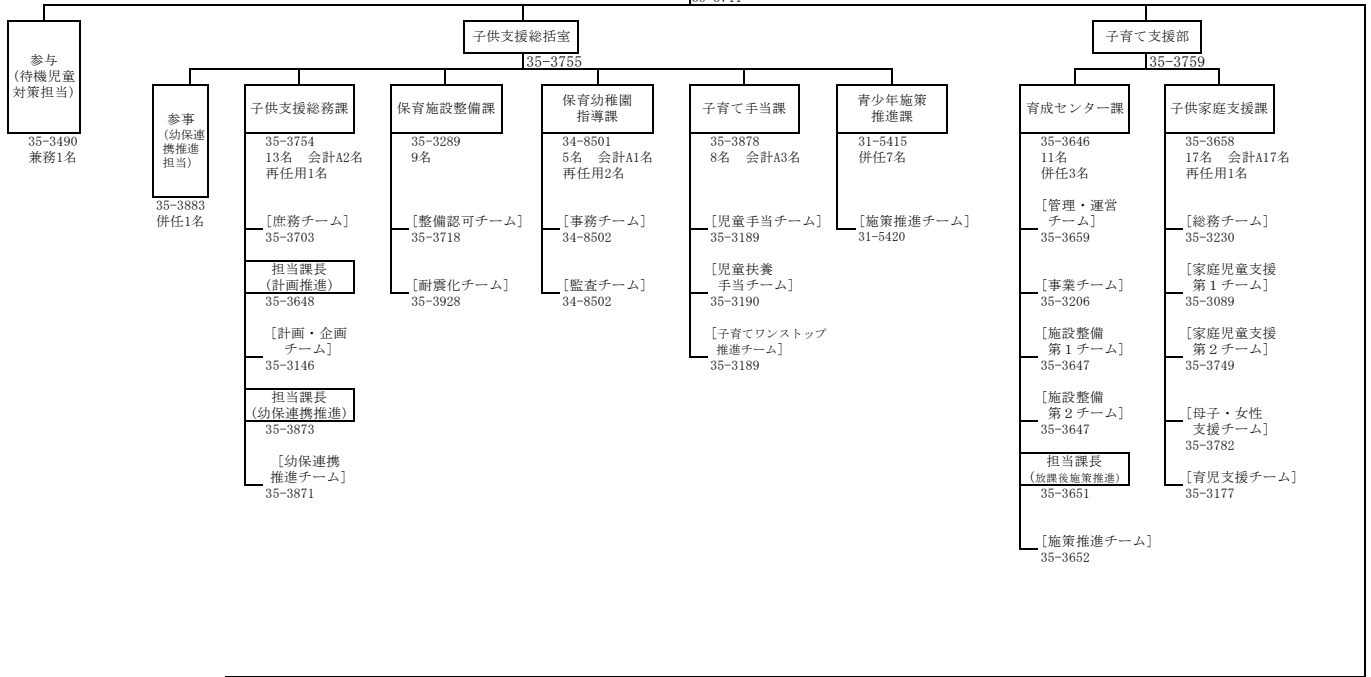 参与
(待機児童
対策担当)
35-3490
兼務1名
子供支援総括室
35-3755
参事
(幼保連
携推進
担当)
35-3883
併任1名
子供支援総務課
35-3754
13名　会計A2名
再任用1名
[庶務チーム]
35-3703
担当課長
(計画推進)
35-3648
[計画・企画
チーム]
35-3146
担当課長
(幼保連携推進)
35-3873
[幼保連携
推進チーム]
35-3871
保育施設整備課
35-3289
9名
[整備認可チーム]
35-3718
[耐震化チーム]
35-3928
保育幼稚園
指導課
34-8501
5名　会計A1名
再任用2名
[事務チーム]
34-8502
[監査チーム]
34-8502
子育て手当課
35-3878
8名　会計A3名
[児童手当チーム]
35-3189
[児童扶養
手当チーム]
35-3190
[子育てワンストップ
推進チーム]
35-3189
青少年施策
推進課
31-5415
併任7名
[施策推進チーム]
31-5420
子育て支援部
35-3759
育成センター課
35-3646
11名
併任3名
[管理・運営
チーム]
35-3659
[事業チーム]
35-3206
[施設整備
第１チーム]
35-3647
[施設整備
第２チーム]
35-3647
担当課長
(放課後施策推進)
35-3651
[施策推進チーム]
35-3652
子供家庭支援課
35-3658
17名　会計A17名
再任用1名
[総務チーム]
35-3230
[家庭児童支援
第１チーム]
35-3089
[家庭児童支援
第２チーム]
35-3749
[母子・女性
支援チーム]
35-3782
[育児支援チーム]
35-3177